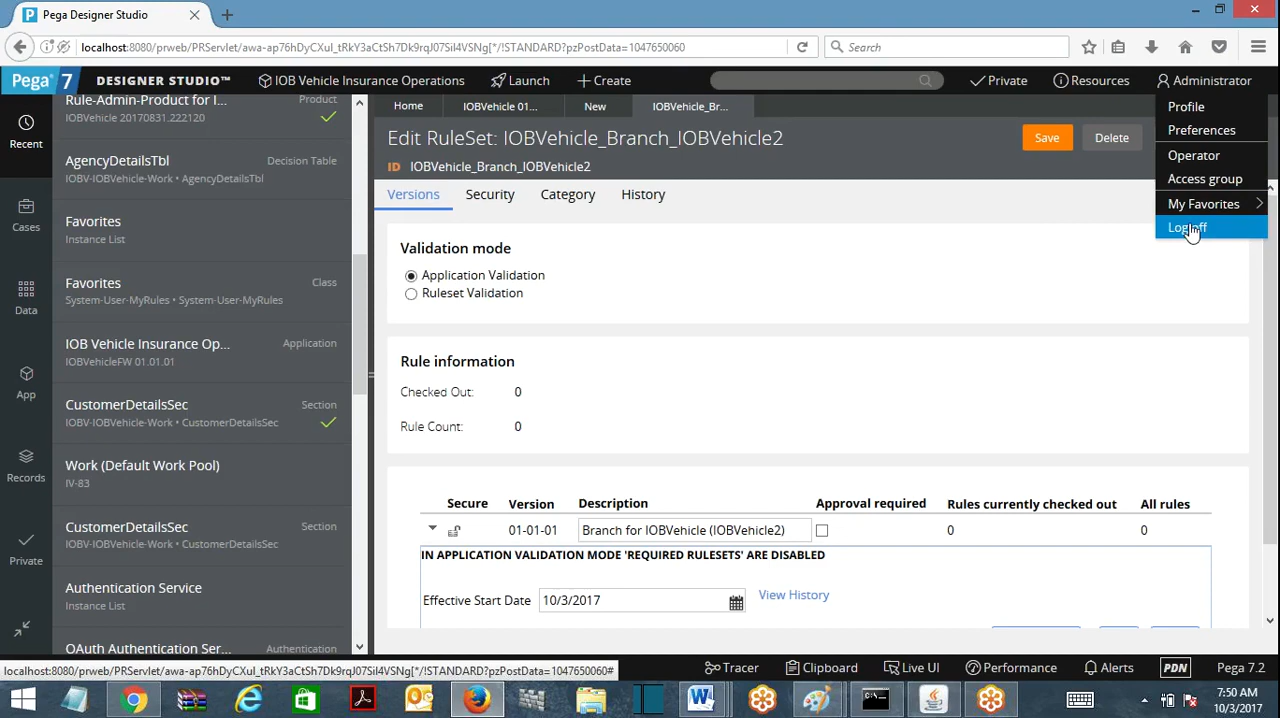 Pega Designer Studio
localhost:8080/prweb/PRServlet/awa-ap76hDyCXul_tRkY3aCtSh7Dk9rqJ07Sil4VSNg[*/!STANDARD?pzPostData=1047650060
Search
Pega 7 DESIGNER STUDIO™ IOB Vehicle Insurance Operations Launch Create Private Resources Administrator
Recent
Cases
Data
App
Records
Private
Rule-Admin-Product for I... Product
IOBVehicle 20170831.222120
AgencyDetailsTbl Decision Table
IOBV-IOBVehicle-Work • AgencyDetailsTbl
Favorites
Instance List
Favorites Class
System-User-MyRules • System-User-MyRules
IOB Vehicle Insurance Op... Application
IOBVehicleFW 01.01.01
CustomerDetailsSec Section
IOBV-IOBVehicle-Work • CustomerDetailsSec
Work (Default Work Pool)
IV-83
CustomerDetailsSec Section
IOBV-IOBVehicle-Work • CustomerDetailsSec
Authentication Service
Instance List
OAuth Authentication Ser... Authentication
Home IOBVehicle 01... New IOBVehicle_Br...
Edit RuleSet: IOBVehicle_Branch_IOBVehicle2 Save Delete
ID IOBVehicle_Branch_IOBVehicle2
Versions Security Category History
Profile
Preferences
Operator
Access group
My Favorites
Log off
Validation mode
Application Validation
Ruleset Validation
Rule information
Checked Out: 0
Rule Count: 0
Secure Version Description Approval required Rules currently checked out All rules
01-01-01 Branch for IOBVehicle (IOBVehicle2) 0 0
IN APPLICATION VALIDATION MODE 'REQUIRED RULESETS' ARE DISABLED
Effective Start Date 10/3/2017 View History
localhost:8080/prweb/PRServlet/awa-ap76hDyCXul_tRkY3aCtSh7Dk9rqJ07Sil4VSNg[*/!STANDARD?pzPostData=1047650060#
Tracer Clipboard Live UI Performance Alerts PDN Pega 7.2
7:50 AM
10/3/2017